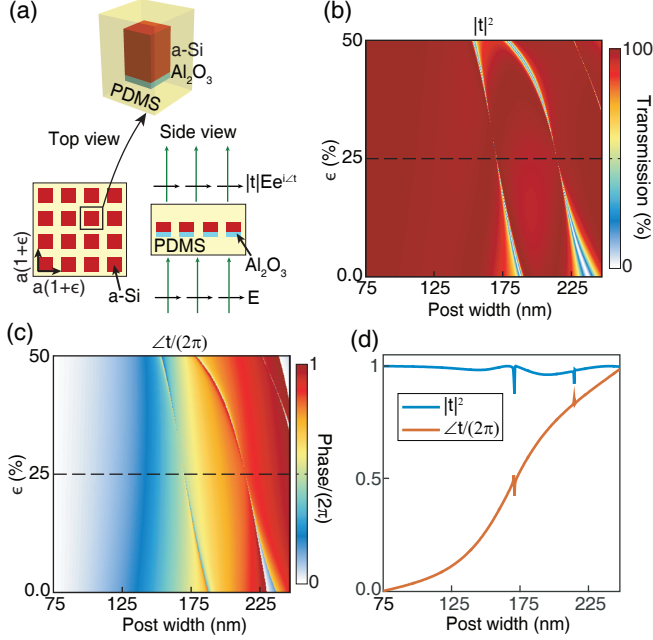 (a)
a-Si
Al₂O₃
PDMS
Top view
Side view
|t|Ee^{i∠t}
a(1+ϵ)
a(1+ϵ)
a-Si
PDMS
Al₂O₃
E
(b)
|t|²
50
25
0.0
ϵ (%)
75
125
175
225
Post width (nm)
100
0
Transmission (%)
(c)
∠t/(2π)
50
25
0.0
ϵ (%)
75
125
175
225
Post width (nm)
1
0
Phase/(2π)
(d)
1
0.5
0
|t|²
∠t/(2π)
75
125
175
225
Post width (nm)